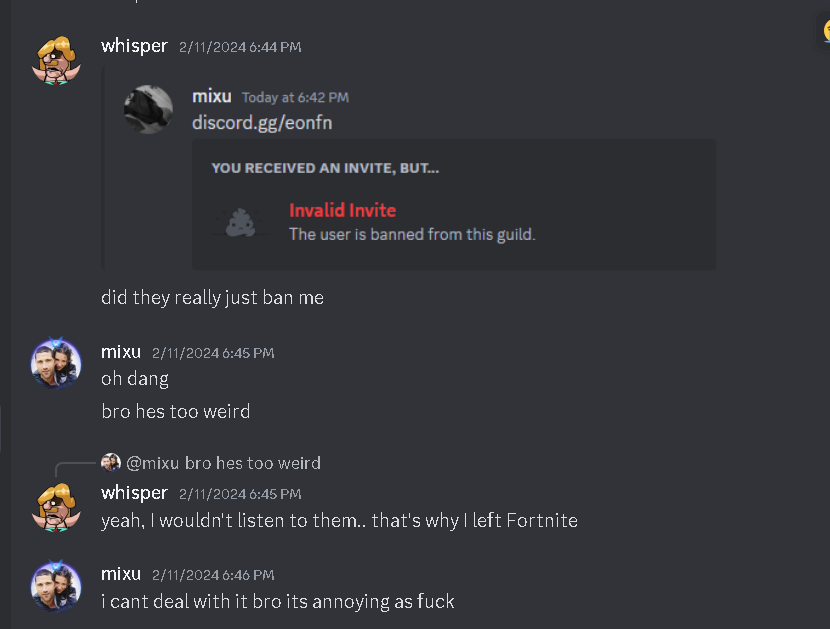 whisper 2/11/2024 6:44 PM
mixu Today at 6:42 PM
discord.gg/eonfn
YOU RECEIVED AN INVITE, BUT...
Invalid Invite
The user is banned from this guild.
did they really just ban me
mixu 2/11/2024 6:45 PM
oh dang
bro hes too weird
@mixu bro hes too weird
whisper 2/11/2024 6:45 PM
yeah, I wouldn't listen to them.. that's why I left Fortnite
mixu 2/11/2024 6:46 PM
i cant deal with it bro its annoying as fuck